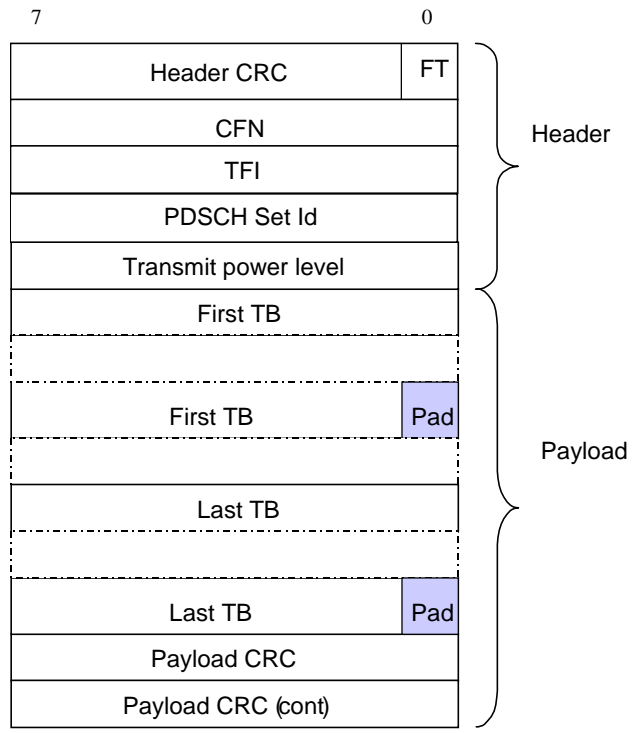 7 0
Header CRC FT
CFN
Header
TFI
PDSCH Set Id
Transmit power level
First TB
First TB Pad
Payload
Last TB
Last TB Pad
Payload CRC
Payload CRC (cont)